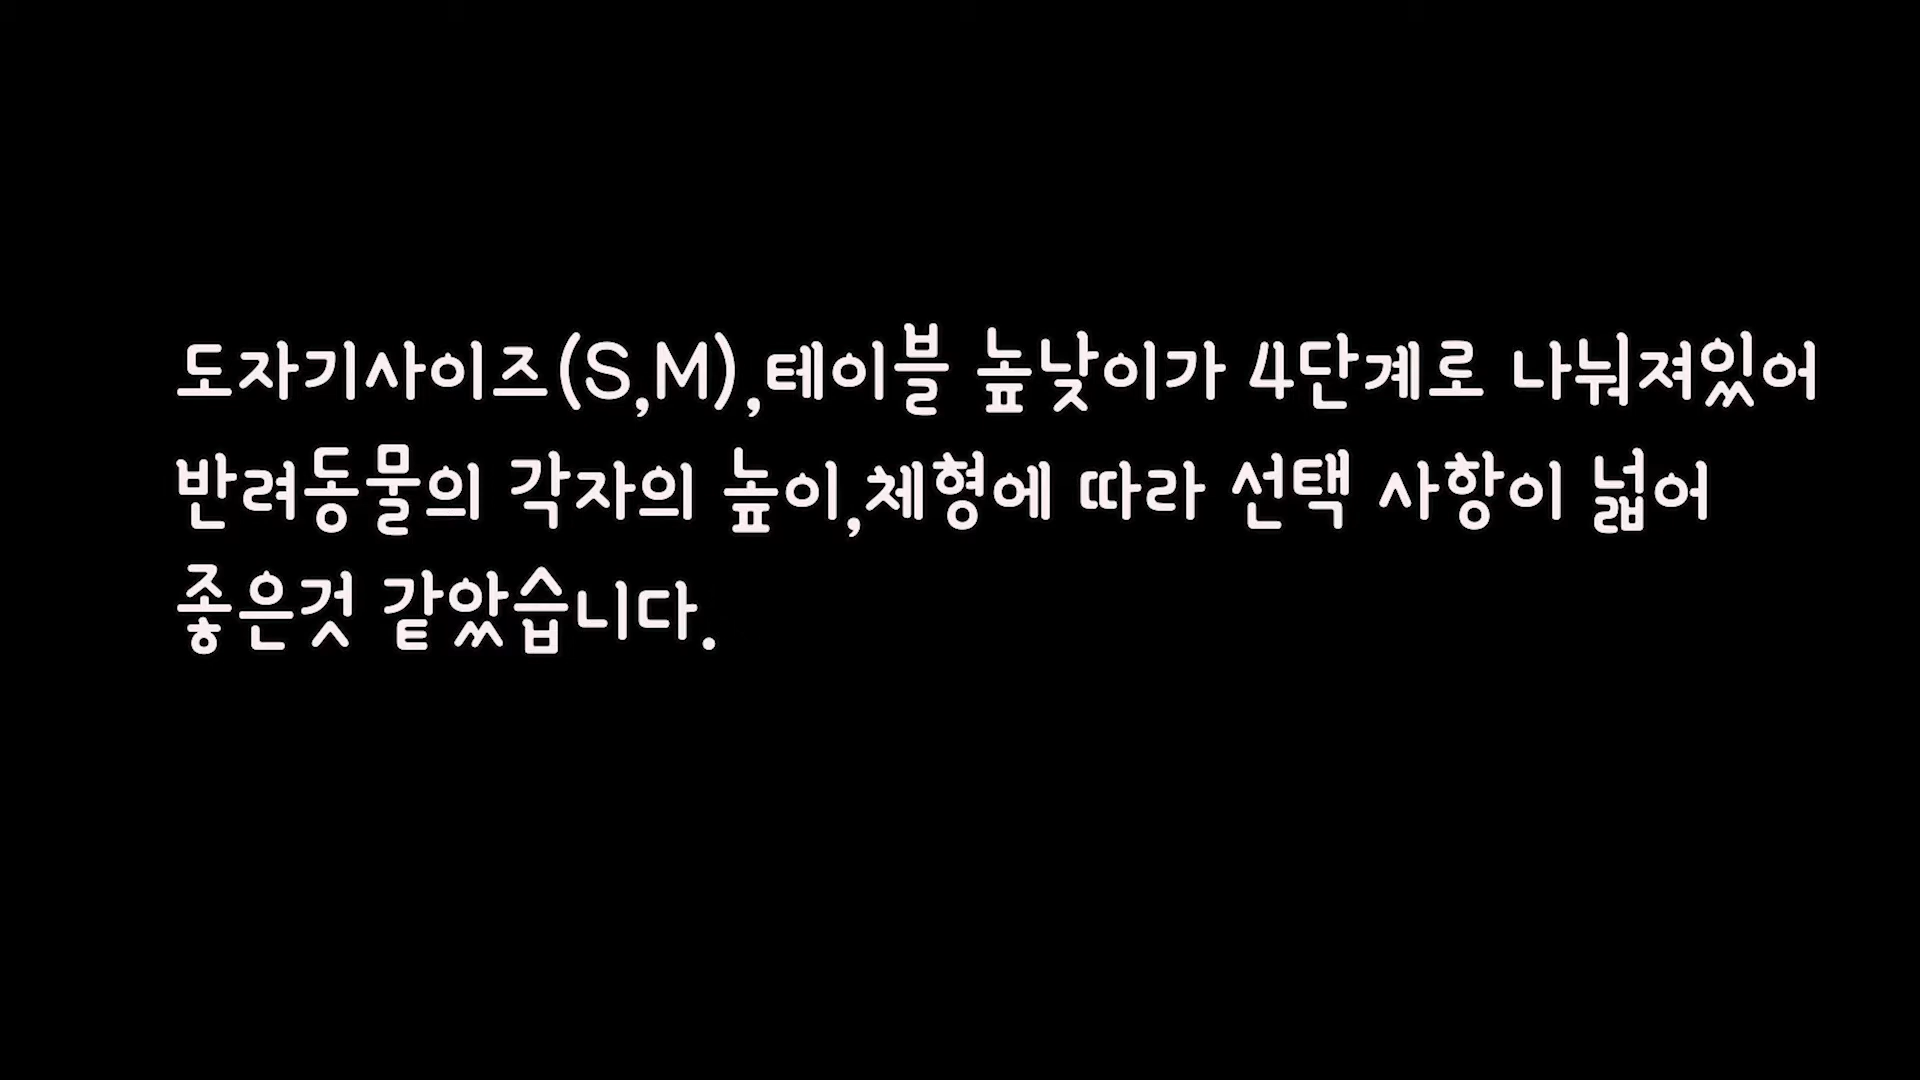 도자기사이즈(S,M),테이블 높낮이가 4단계로 나눠져있어
반려동물의 각자의 높이,체형에 따라 선택 사항이 넓어
좋은것 같았습니다.